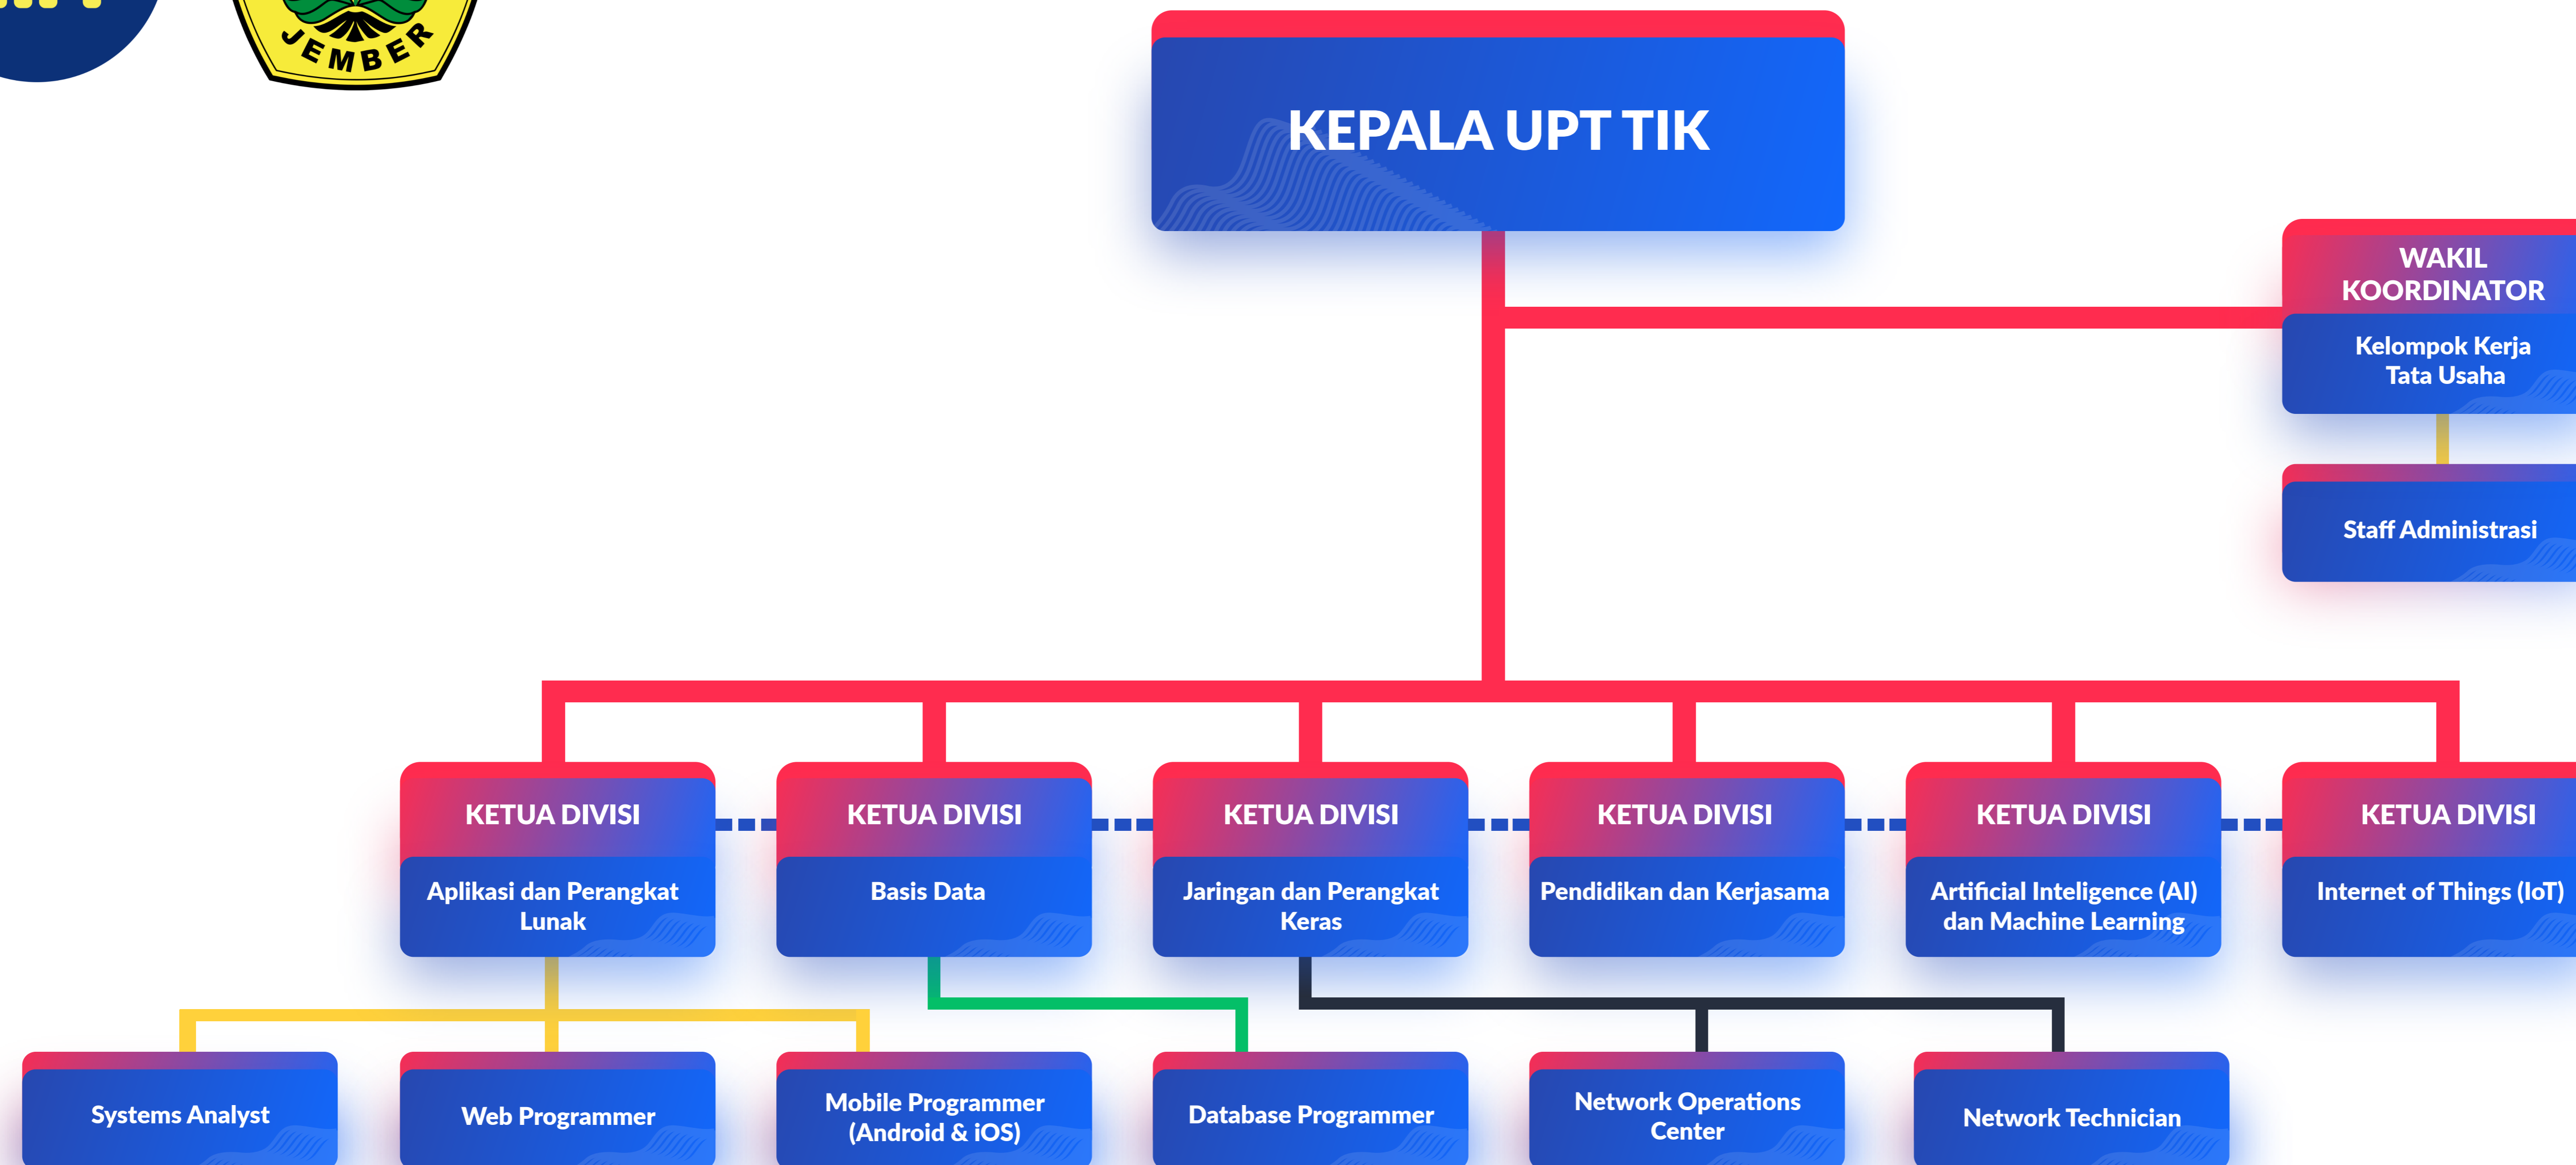 JEMBER
KEPALA UPT TIK
WAKIL
KOORDINATOR
Kelompok Kerja
Tata Usaha
Staff Administrasi
KETUA DIVISI
Aplikasi dan Perangkat
Lunak
KETUA DIVISI
Basis Data
KETUA DIVISI
Jaringan dan Perangkat
Keras
KETUA DIVISI
Pendidikan dan Kerjasama
KETUA DIVISI
Artificial Inteligence (AI)
dan Machine Learning
KETUA DIVISI
Internet of Things (IoT)
Systems Analyst
Web Programmer
Mobile Programmer
(Android & iOS)
Database Programmer
Network Operations
Center
Network Technician